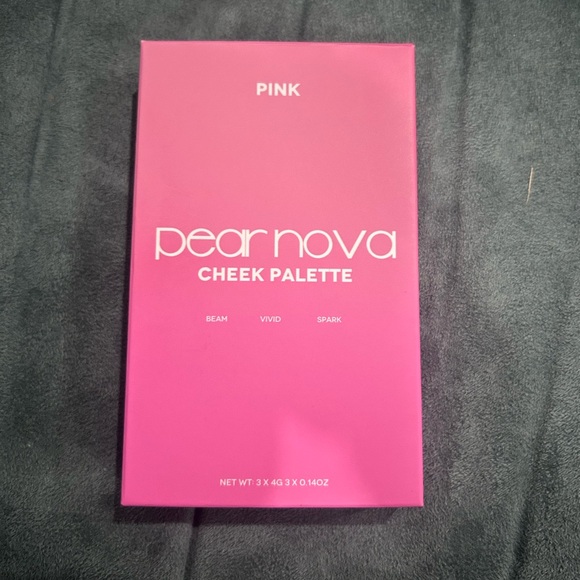 PINK
pear nova
CHEEK PALETTE
BEAM VIVID SPARK
NET WT: 3 X 4G 3 X 0.14OZ